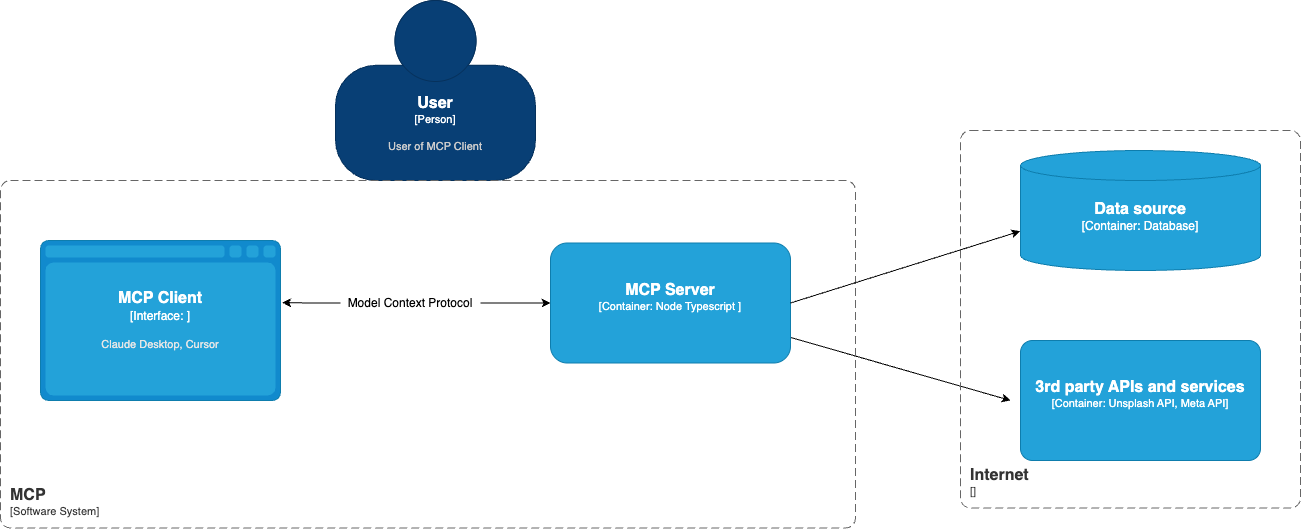 User
[Person]
User of MCP Client
MCP Client
[Interface: ]
Claude Desktop, Cursor
Model Context Protocol
MCP Server
[Container: Node Typescript ]
Data source
[Container: Database]
3rd party APIs and services
[Container: Unsplash API, Meta API]
Internet
[]
MCP
[Software System]